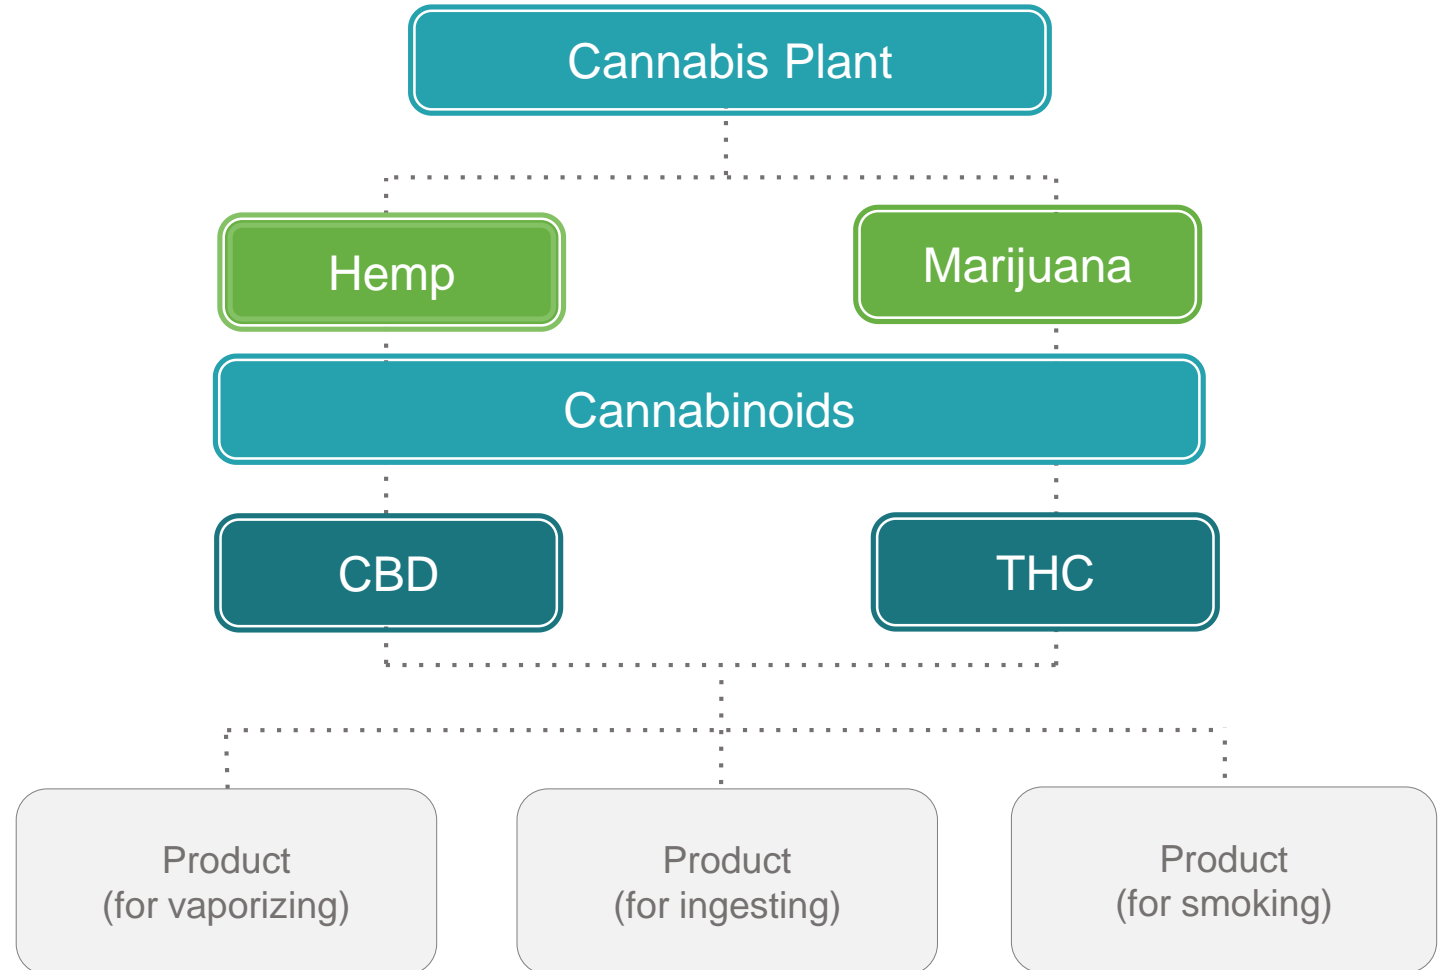 Cannabis Plant
Hemp
Marijuana
Cannabinoids
CBD
THC
Product
(for vaporizing)
Product
(for ingesting)
Product
(for smoking)